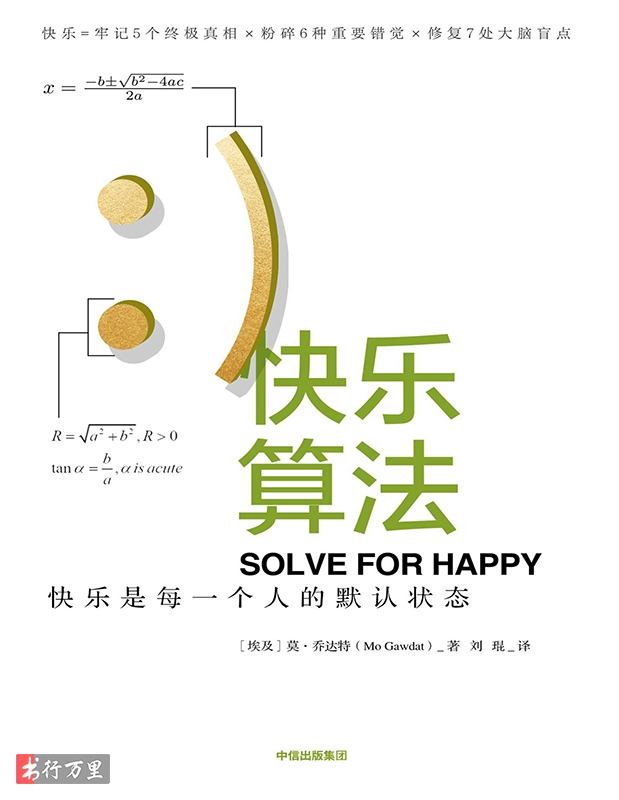 快乐=牢记5个终极真相×粉碎6种重要错觉×修复7处大脑盲点
x = −b±√b²−4ac / 2a
R = √a² + b², R > 0
tan α = b/a, α is acute
快乐
算法
SOLVE FOR HAPPY
快乐是每一个人的默认状态
[埃及]莫·乔达特(Mo Gawdat)_著 刘 琨_译
中信出版集团
书行万里